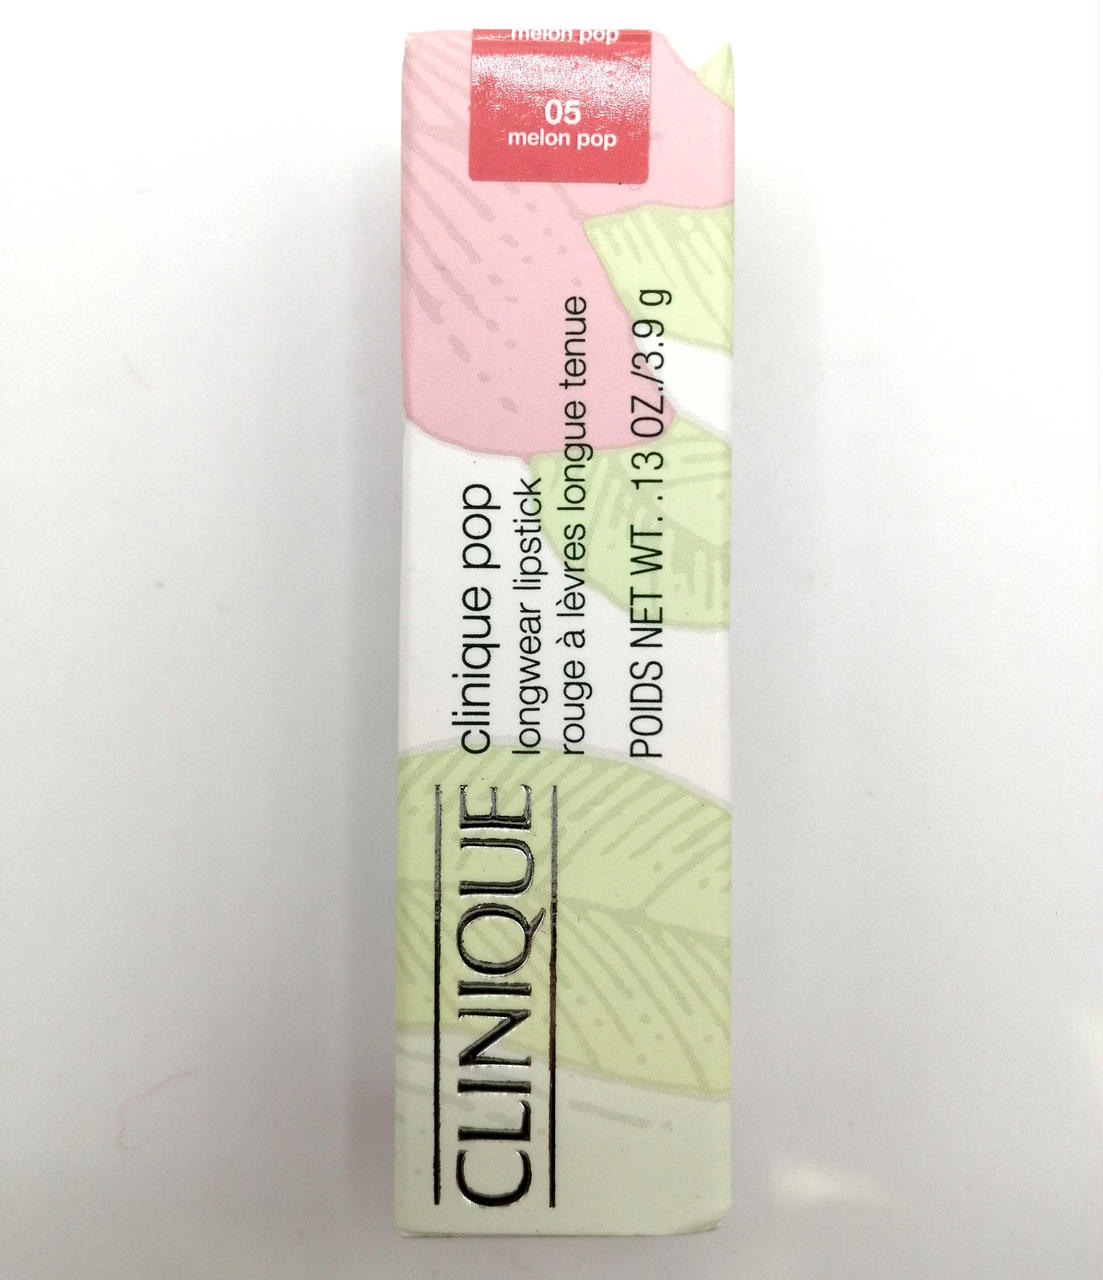 melon pop
05
melon pop
CLINIQUE
clinique pop
longwear lipstick
rouge à lèvres longue tenue
POIDS NET WT. .13 OZ./3.9 g